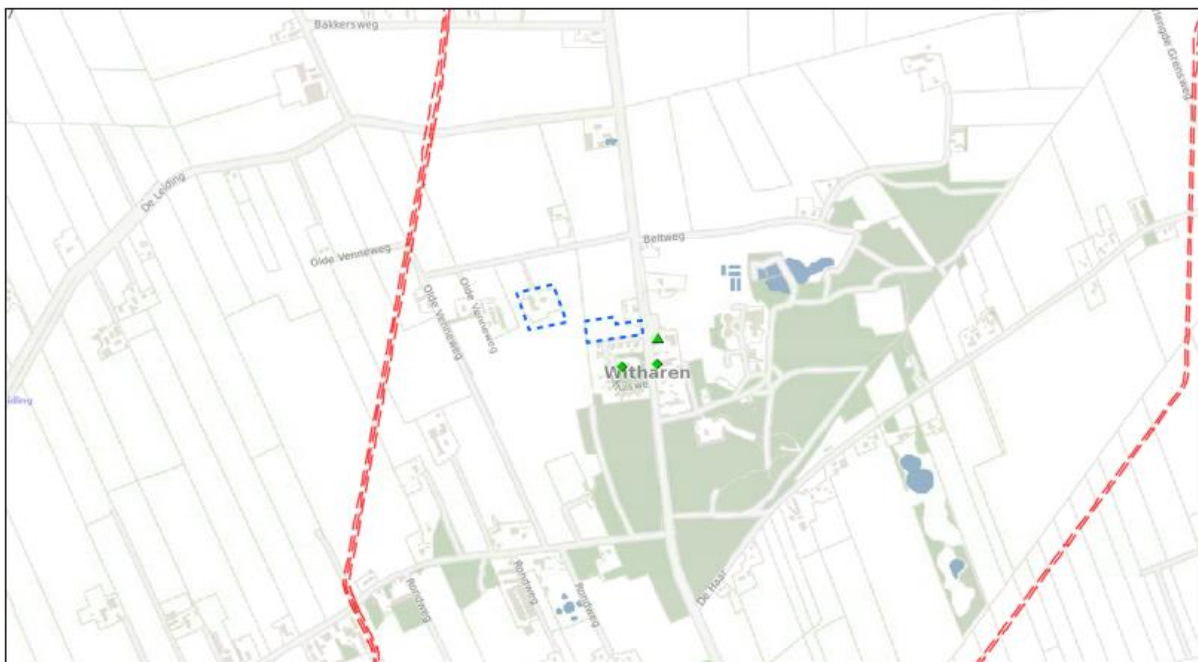 Bakkersweg
De Leiding
Beltweg
Olde Venneweg
Olde Venneweg
Olde Venneweg
Witharen
De Haar
Rondweg
Rondweg
Rondweg